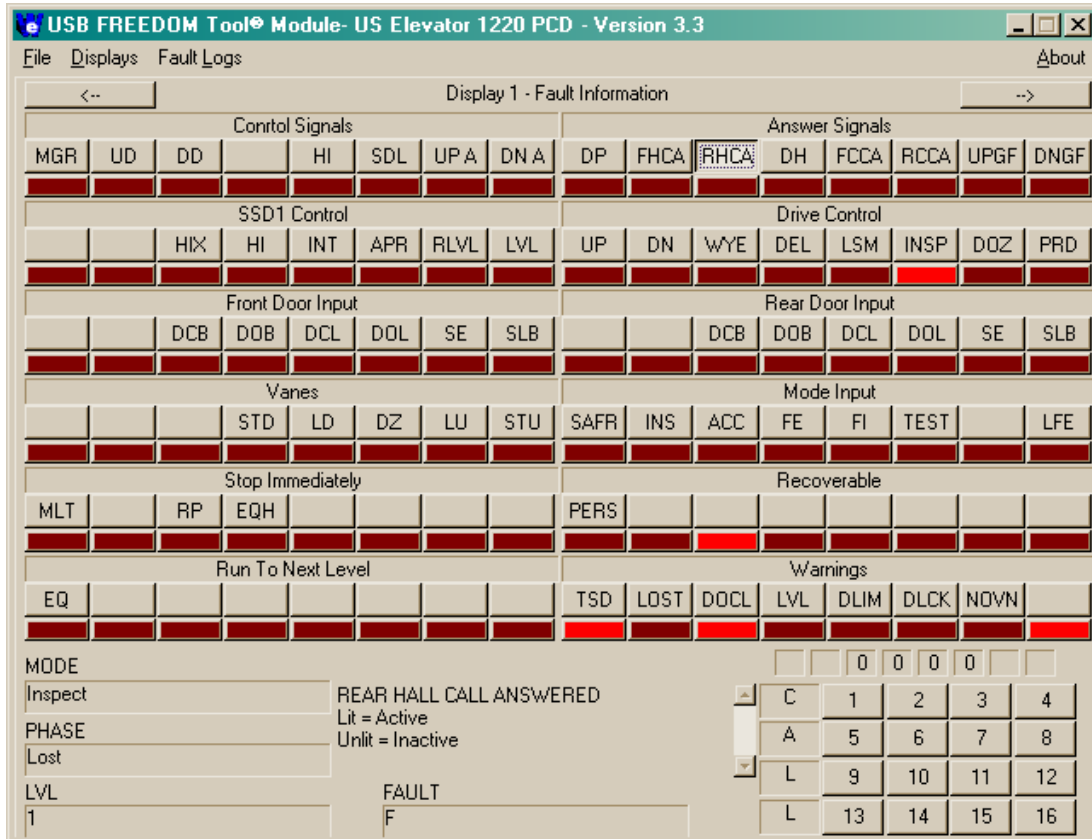 USB FREEDOM Tool® Module- US Elevator 1220 PCD - Version 3.3
File Displays Fault Logs About
<-- Display 1 - Fault Information -->
Conrtol Signals Answer Signals
MGR UD DD HI SDL UP A DN A DP FHCA RHCA DH FCCA RCCA UPGF DNGF
SSD1 Control Drive Control
HIX HI INT APR RLVL LVL UP DN WYE DEL LSM INSP DOZ PRD
Front Door Input Rear Door Input
DCB DOB DCL DOL SE SLB DCB DOB DCL DOL SE SLB
Vanes Mode Input
STD LD DZ LU STU SAFR INS ACC FE FI TEST LFE
Stop Immediately Recoverable
MLT RP EQH PERS
Run To Next Level Warnings
EQ TSD LOST DOCL LVL DLIM DLCK NOVN
MODE
Inspect
PHASE
Lost
LVL
1
REAR HALL CALL ANSWERED
Lit = Active
Unlit = Inactive
FAULT
F
0 0 0 0
C 1 2 3 4
A 5 6 7 8
L 9 10 11 12
L 13 14 15 16